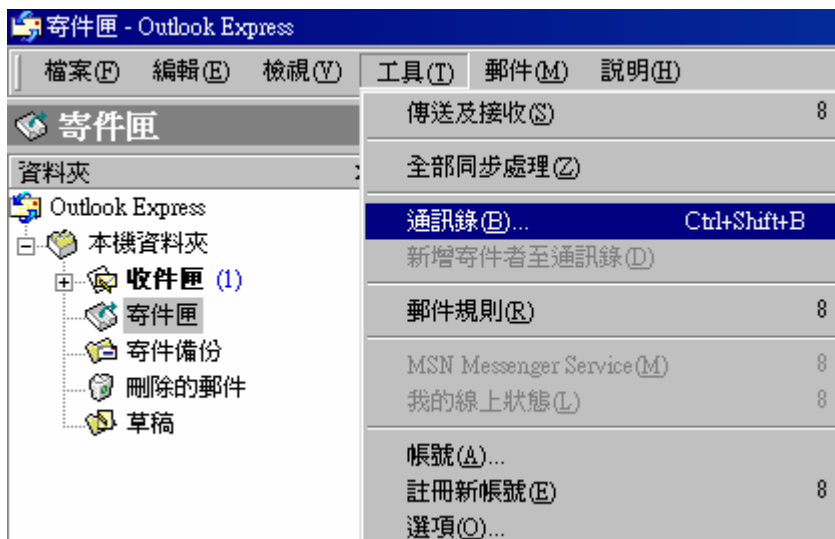 寄件匣 - Outlook Express
檔案(F) 編輯(E) 檢視(V) 工具(T) 郵件(M) 說明(H)
寄件匣
資料夾
Outlook Express
本機資料夾
收件匣 (1)
寄件匣
寄件備份
刪除的郵件
草稿
傳送及接收(S) 8
全部同步處理(Z)
通訊錄(B)... Ctrl+Shift+B
新增寄件者至通訊錄(D)
郵件規則(R) 8
MSN Messenger Service(M) 8
我的線上狀態(L) 8
帳號(A)...
註冊新帳號(E) 8
選項(O)...